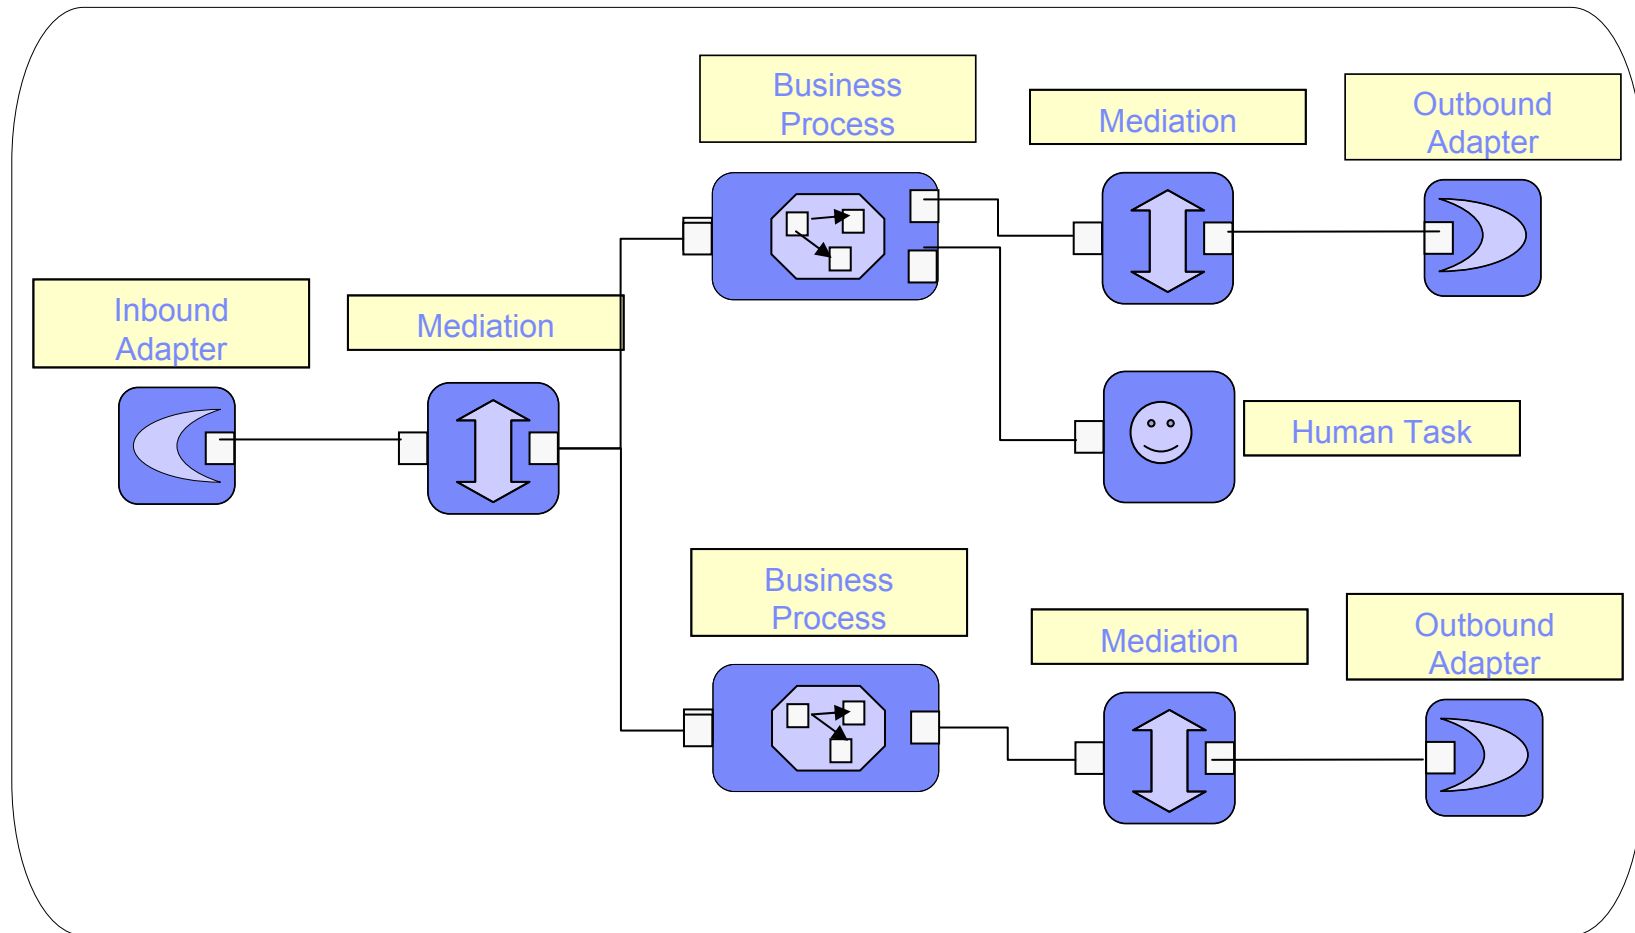 Business
Process
Mediation
Outbound
Adapter
Inbound
Adapter
Mediation
Human Task
Business
Process
Mediation
Outbound
Adapter